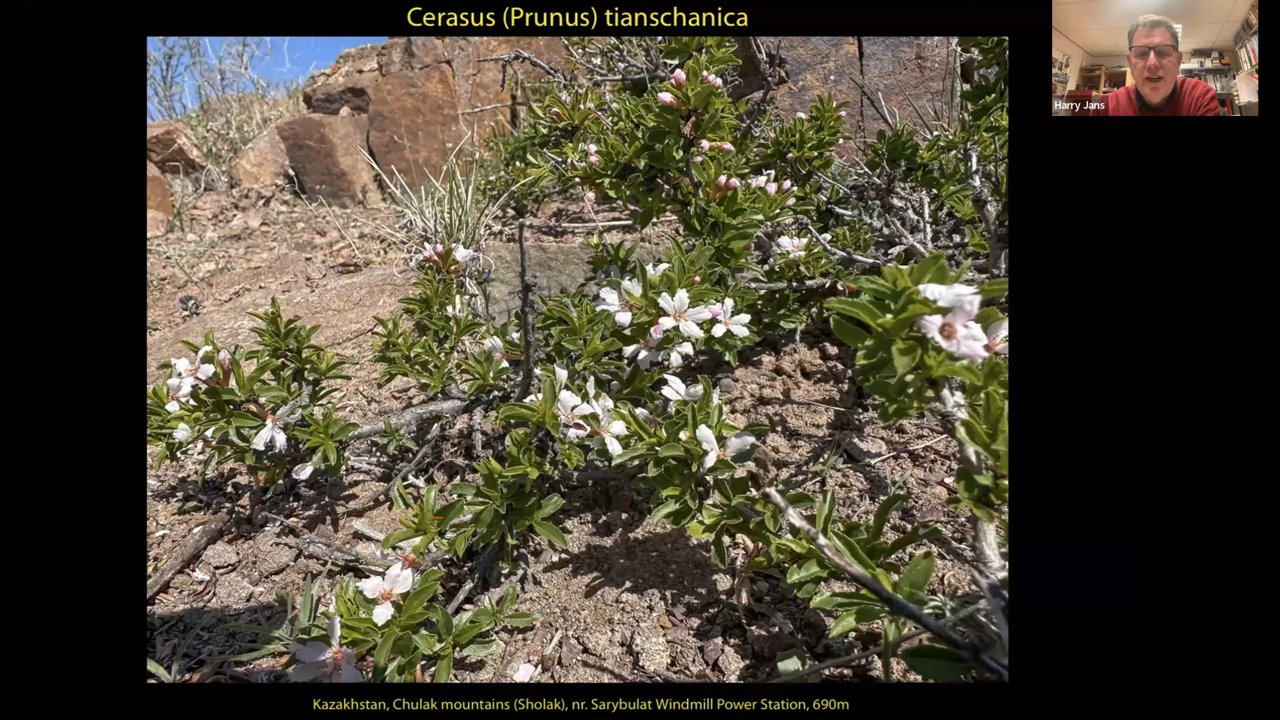 Cerasus (Prunus) tianschanica
Harry Jans
Kazakhstan, Chulak mountains (Sholak), nr. Sarybulat Windmill Power Station, 690m